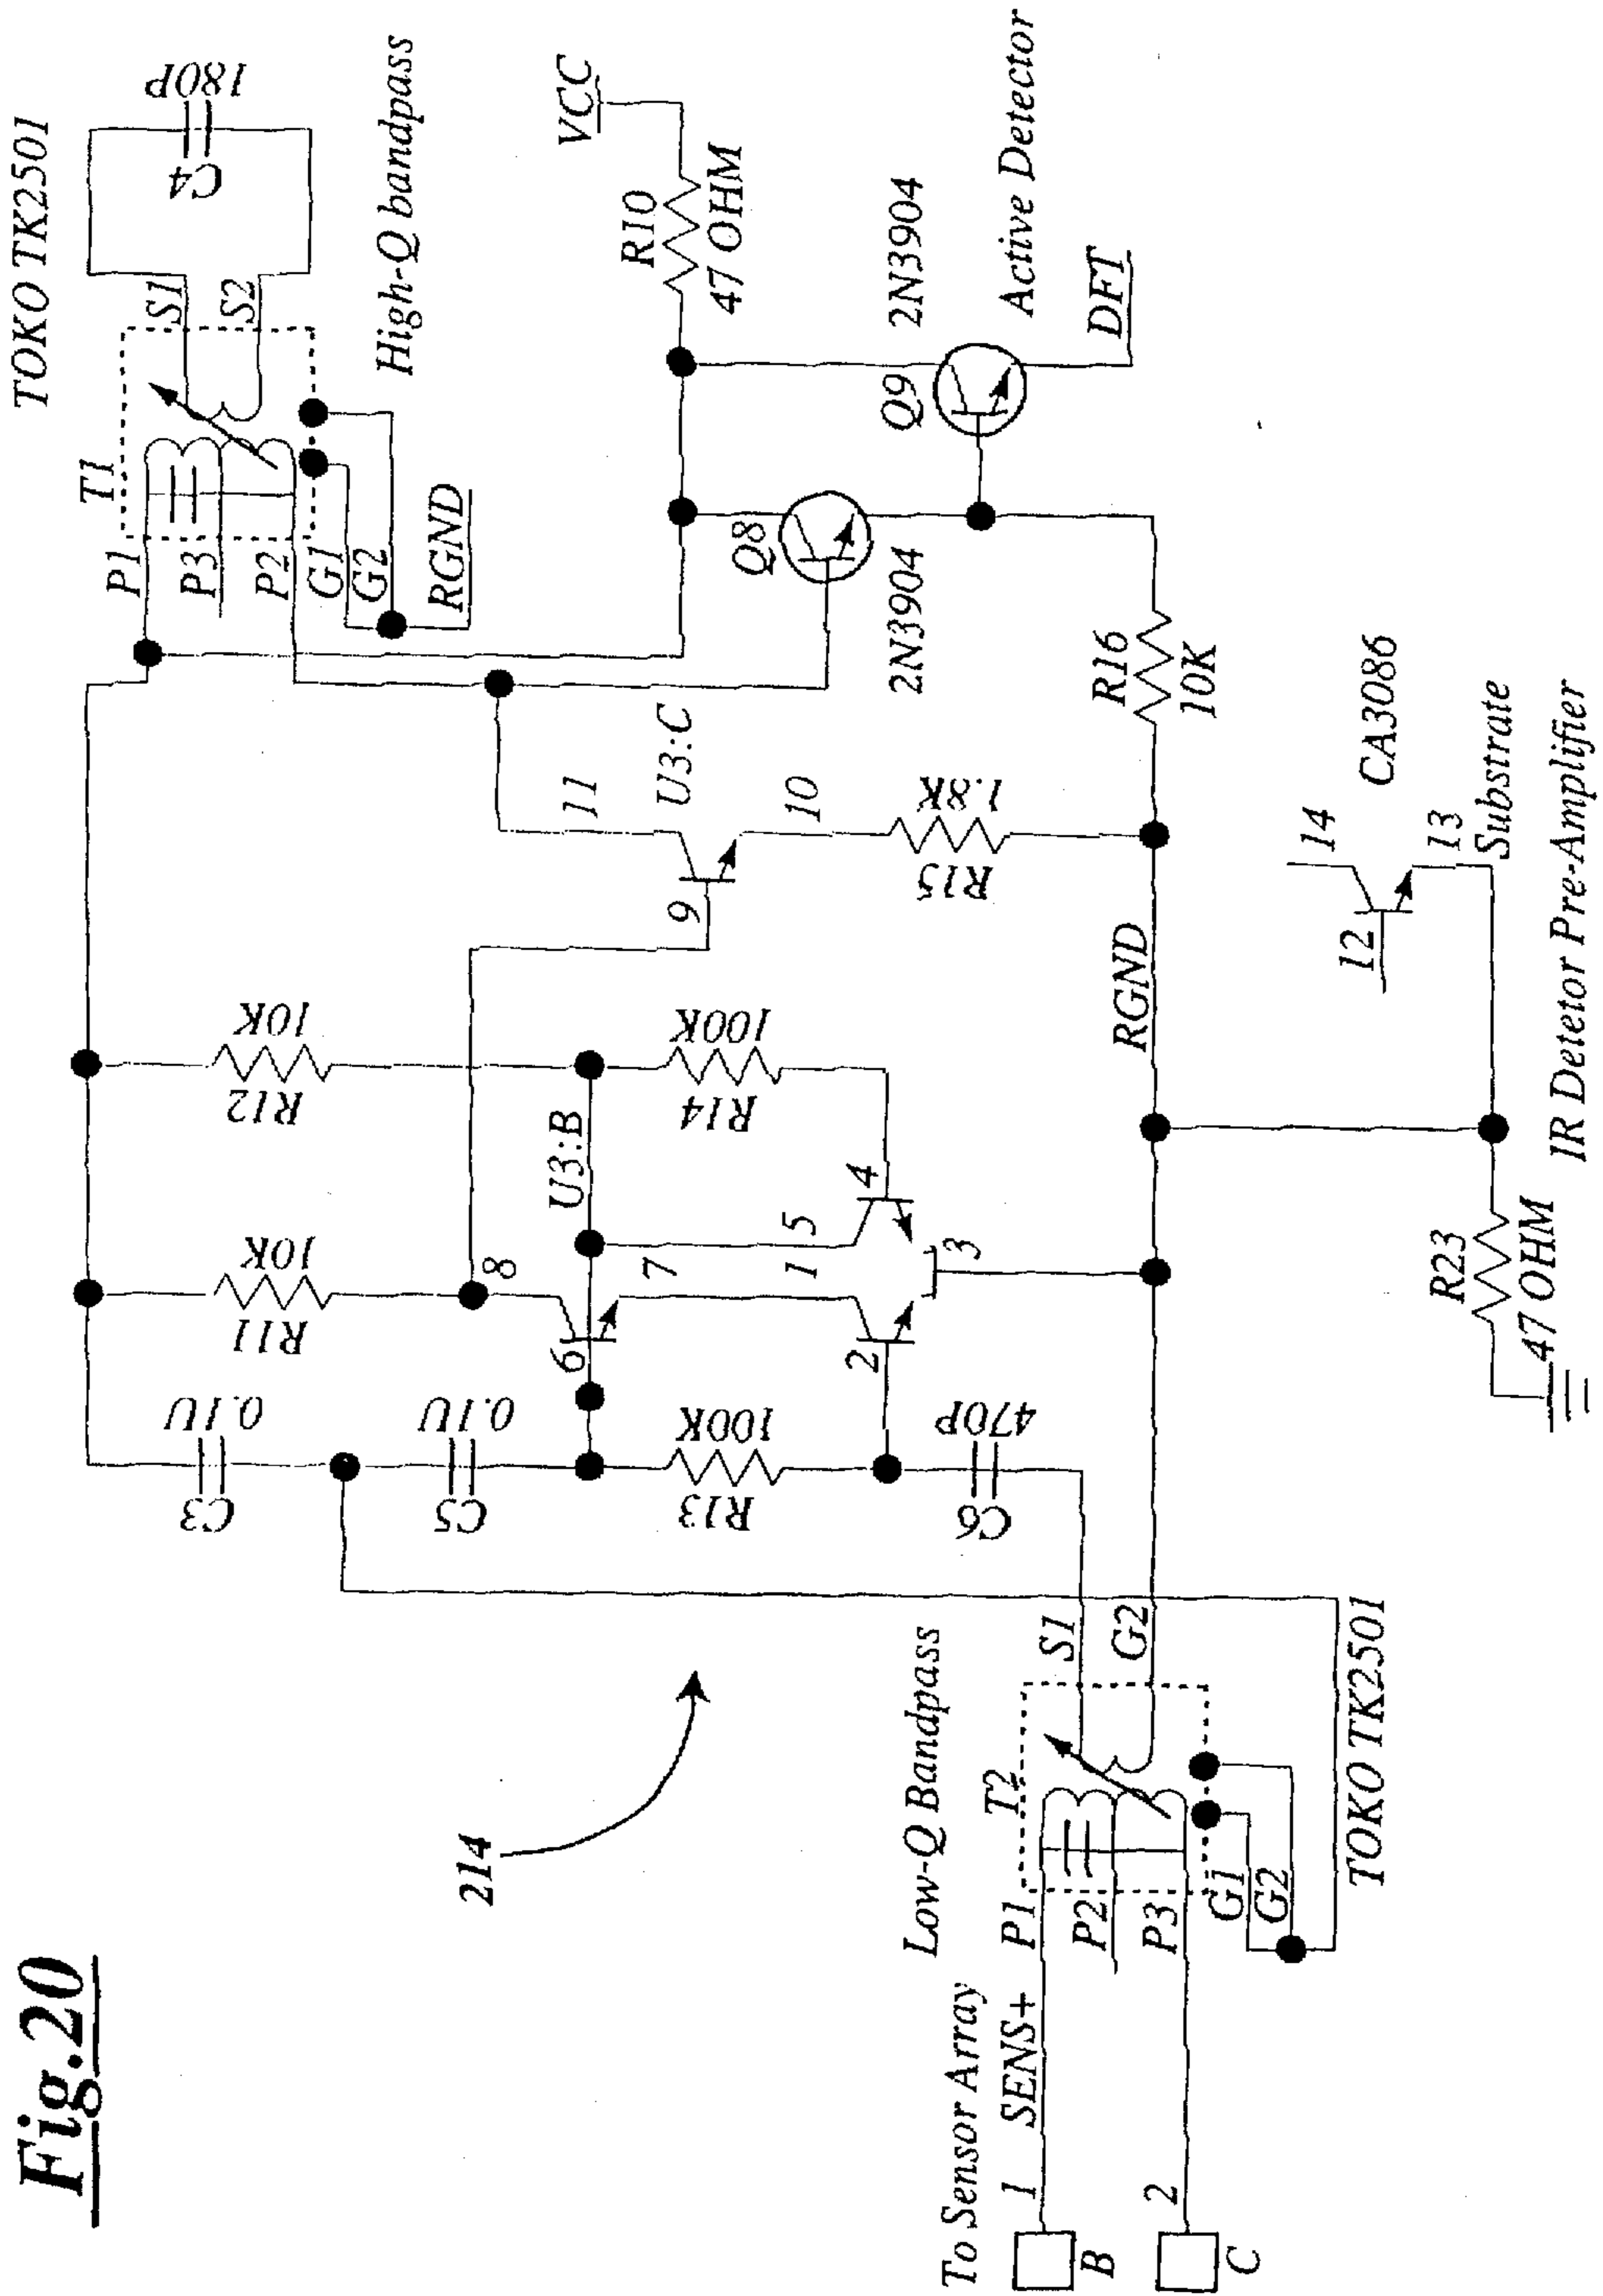 Fig.20
214
TOKO TK2501
T1
P1
P3
P2
G1
G2
RGND
S1
S2
C4
180P
High-Q bandpass
VCC
R10
47 OHM
Q8
2N3904
Q9
2N3904
Active Detector
DFT
R12
10K
R11
10K
C3
0.1U
C5
0.1U
R13
100K
R14
100K
U3:B
8
6
7
1
5
4
2
3
C6
470P
11
U3:C
9
10
R15
1.8K
R16
10K
RGND
Low-Q Bandpass
T2
S1
G2
To Sensor Array
1
SENS+
P1
P2
2
P3
G1
G2
B
C
TOKO TK2501
R23
47 OHM
12
14
13
CA3086
Substrate
IR Detetor Pre-Amplifier